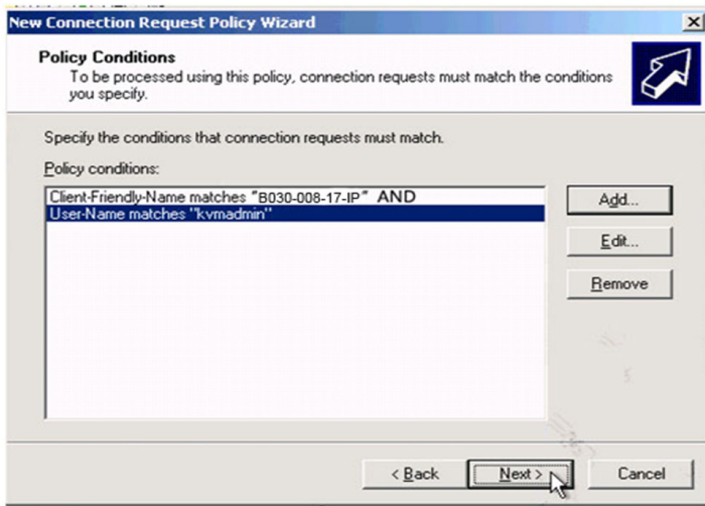 New Connection Request Policy Wizard
Policy Conditions
To be processed using this policy, connection requests must match the conditions
you specify.
Specify the conditions that connection requests must match.
Policy conditions:
Client-Friendly-Name matches "B030-008-17-IP" AND
User-Name matches "kvmadmin"
Add...
Edit...
Remove
< Back
Next >
Cancel